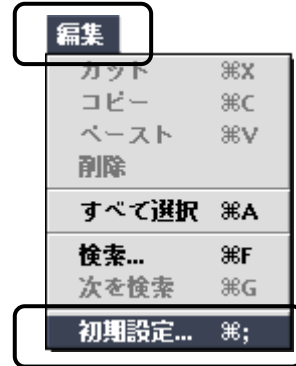 編集
カット ⌘X
コピー ⌘C
ペースト ⌘V
削除
すべて選択 ⌘A
検索... ⌘F
次を検索 ⌘G
初期設定... ⌘;